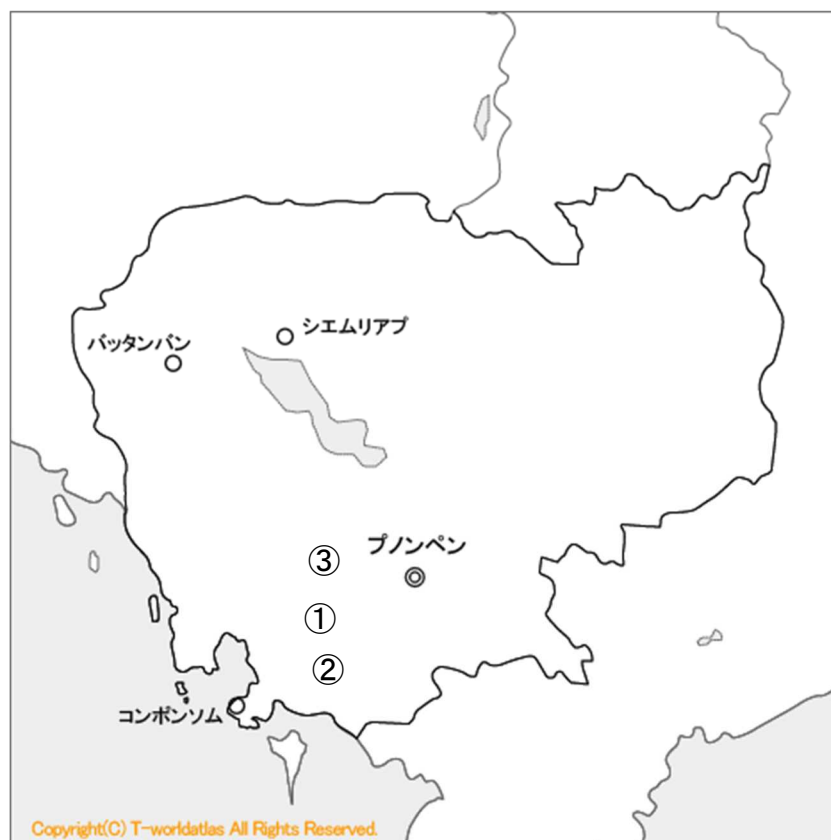 シエムリアプ
バッタンバン
プノンペン
③
①
②
コンポンソム
Copyright(C) T-worldatlas All Rights Reserved.